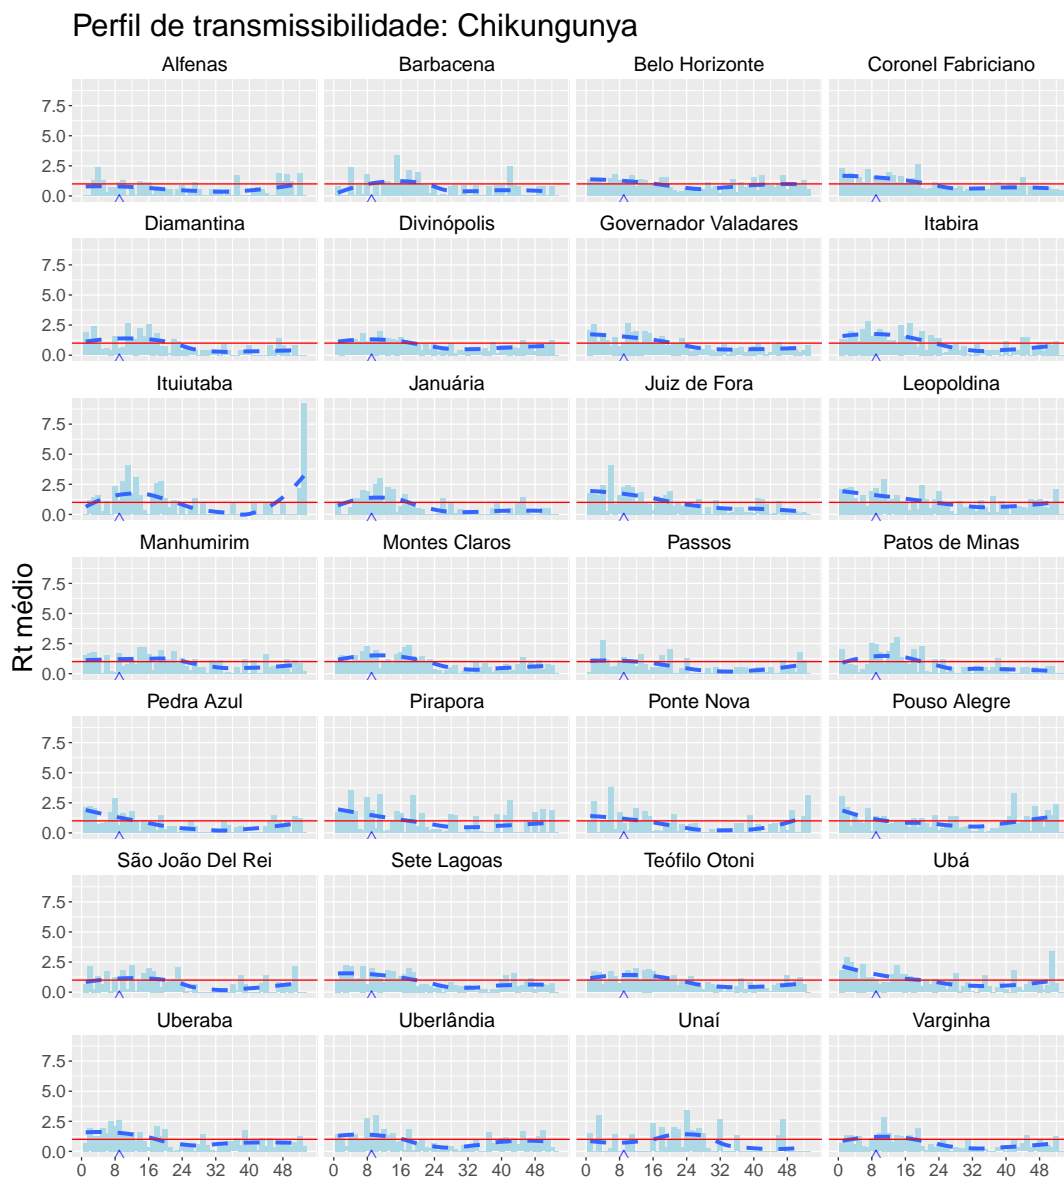 Perfil de transmissibilidade: Chikungunya
Alfenas Barbacena Belo Horizonte Coronel Fabriciano
7.5
5.0
2.5
0.0
Diamantina Divinópolis Governador Valadares Itabira
7.5
5.0
2.5
0.0
Ituiutaba Januária Juiz de Fora Leopoldina
7.5
5.0
2.5
0.0
Manhumirim Montes Claros Passos Patos de Minas
7.5
5.0
2.5
0.0
Rt médio
Pedra Azul Pirapora Ponte Nova Pouso Alegre
7.5
5.0
2.5
0.0
São João Del Rei Sete Lagoas Teófilo Otoni Ubá
7.5
5.0
2.5
0.0
Uberaba Uberlândia Unaí Varginha
7.5
5.0
2.5
0.0
0 8 16 24 32 40 48 0 8 16 24 32 40 48 0 8 16 24 32 40 48 0 8 16 24 32 40 48